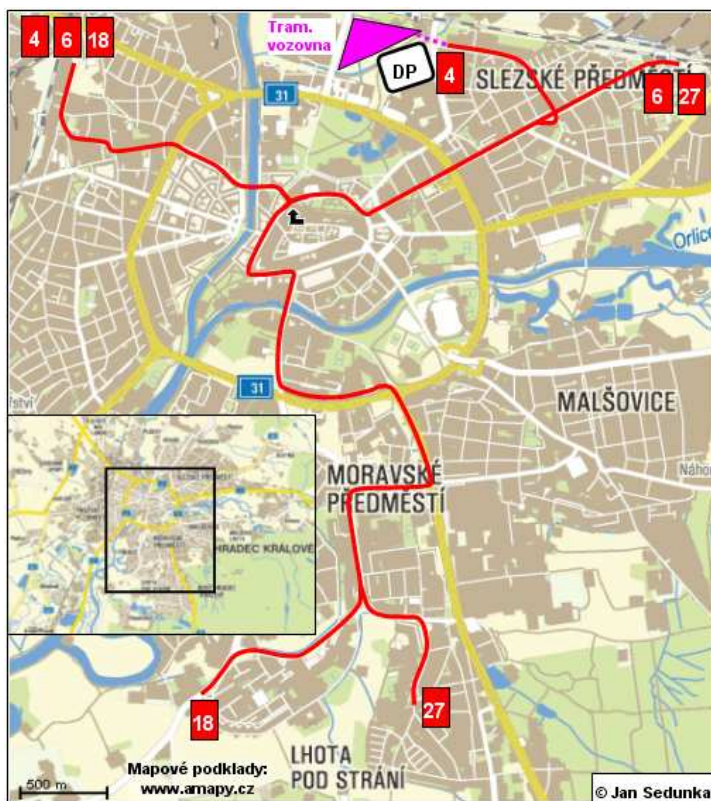 4 6 18
Tram.
vozovna
DP
4
SLEZSKÉ PŘEDMĚSTÍ
6 27
31
Orlice
31
MALŠOVICE
MORAVSKÉ
PŘEDMĚSTÍ
HRADEC KRÁLOVÉ
18
27
LHOTA
POD STRÁNÍ
Mapové podklady:
www.amapy.cz
500 m
© Jan Sedunka